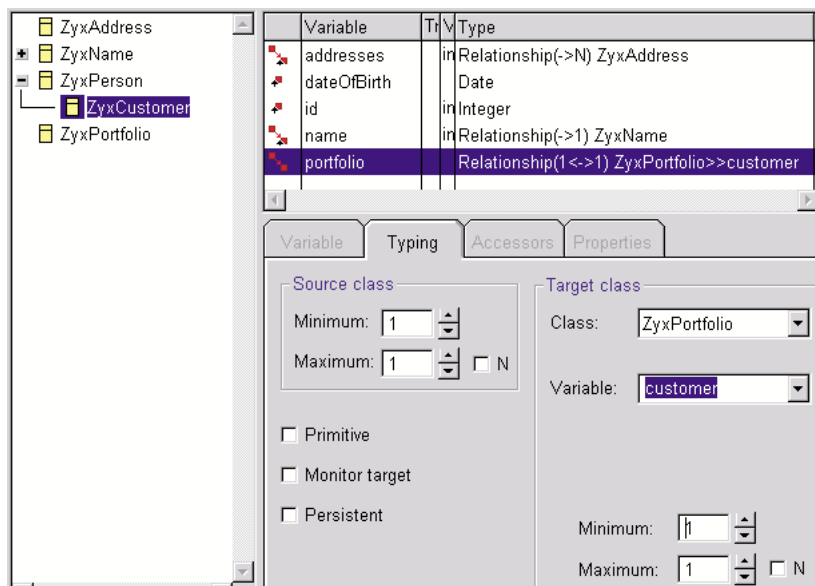 ZyxAddress
ZyxName
ZyxPerson
ZyxCustomer
ZyxPortfolio
Variable Tr V Type
addresses in Relationship(->N) ZyxAddress
dateOfBirth Date
id in Integer
name in Relationship(->1) ZyxName
portfolio Relationship(1<->1) ZyxPortfolio>>customer
Variable Typing Accessors Properties
Source class
Minimum: 1
Maximum: 1 N
Primitive
Monitor target
Persistent
Target class
Class: ZyxPortfolio
Variable: customer
Minimum: 1
Maximum: 1 N